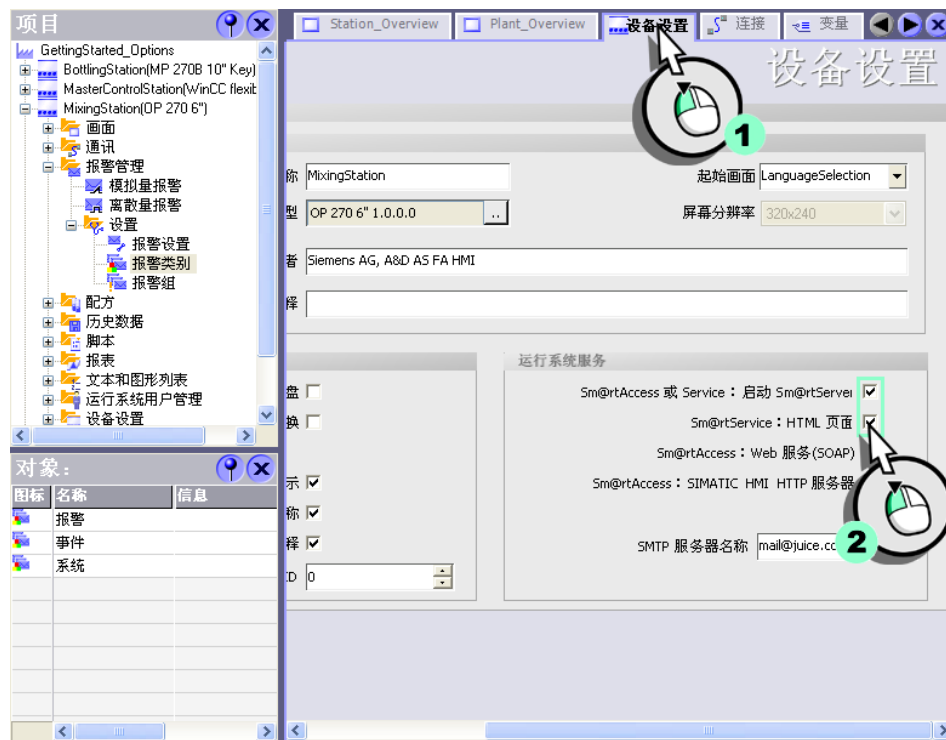 项目
GettingStarted_Options
BottlingStation(MP 270B 10" Key)
MasterControlStation(WinCC flexit
MixingStation(OP 270 6")
画面
通讯
报警管理
模拟量报警
离散量报警
设置
报警设置
报警类别
报警组
配方
历史数据
脚本
报表
文本和图形列表
运行系统用户管理
设备设置
对象:
图标 名称 信息
报警
事件
系统
Station_Overview Plant_Overview 设备设置 连接 变量
设备设置
1
称 MixingStation 起始画面 LanguageSelection
型 OP 270 6" 1.0.0.0 .. 屏幕分辨率 320x240
者 Siemens AG, A&D AS FA HMI
释
运行系统服务
盘 Sm@rtAccess 或 Service:启动 Sm@rtServer
换 Sm@rtService:HTML 页面
Sm@rtAccess:Web 服务(SOAP)
示 Sm@rtAccess:SIMATIC HMI HTTP 服务器
称
释 SMTP 服务器名称 mail@juice.co 2
ID 0